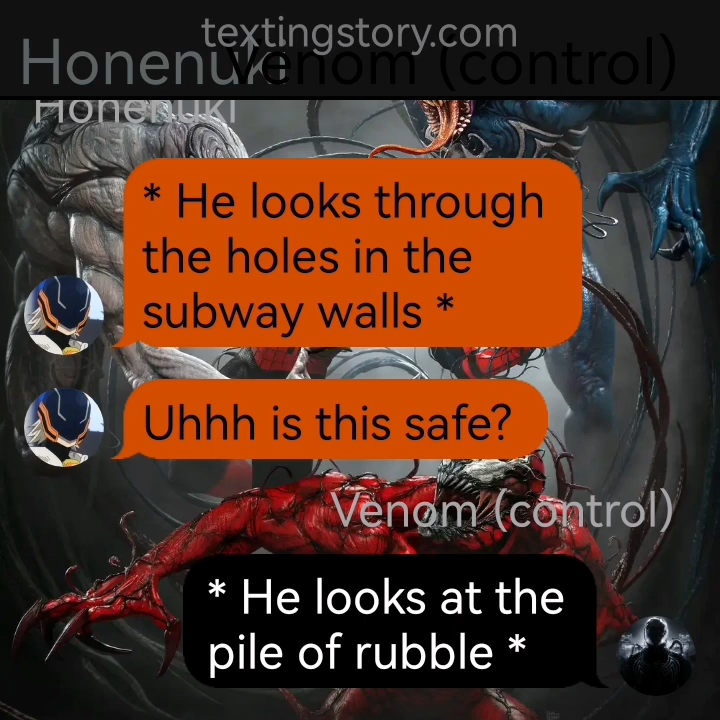 textingstory.com
Honenuki
Venom (control)
Honenuki
* He looks through
the holes in the
subway walls *
Uhhh is this safe?
Venom (control)
* He looks at the
pile of rubble *